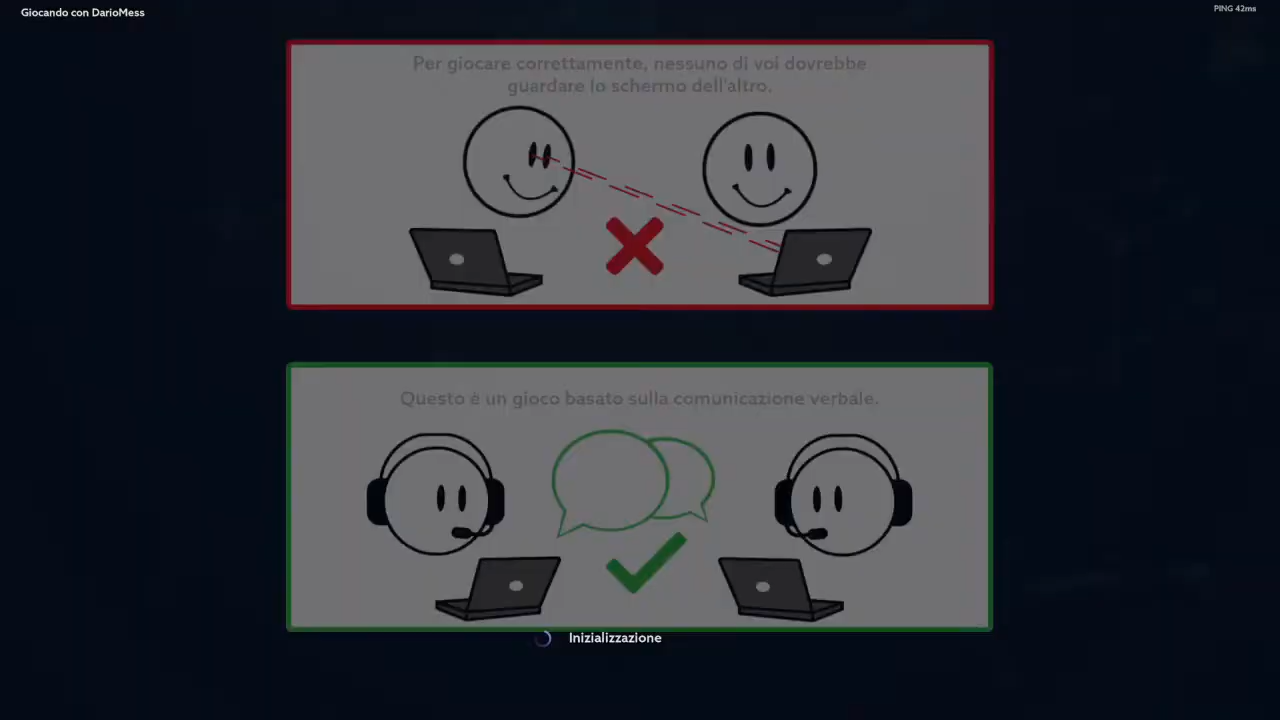 Giocando con DarioMess
PING 42ms
Per giocare correttamente, nessuno di voi dovrebbe
guardare lo schermo dell'altro.
Questo è un gioco basato sulla comunicazione verbale.
Inizializzazione